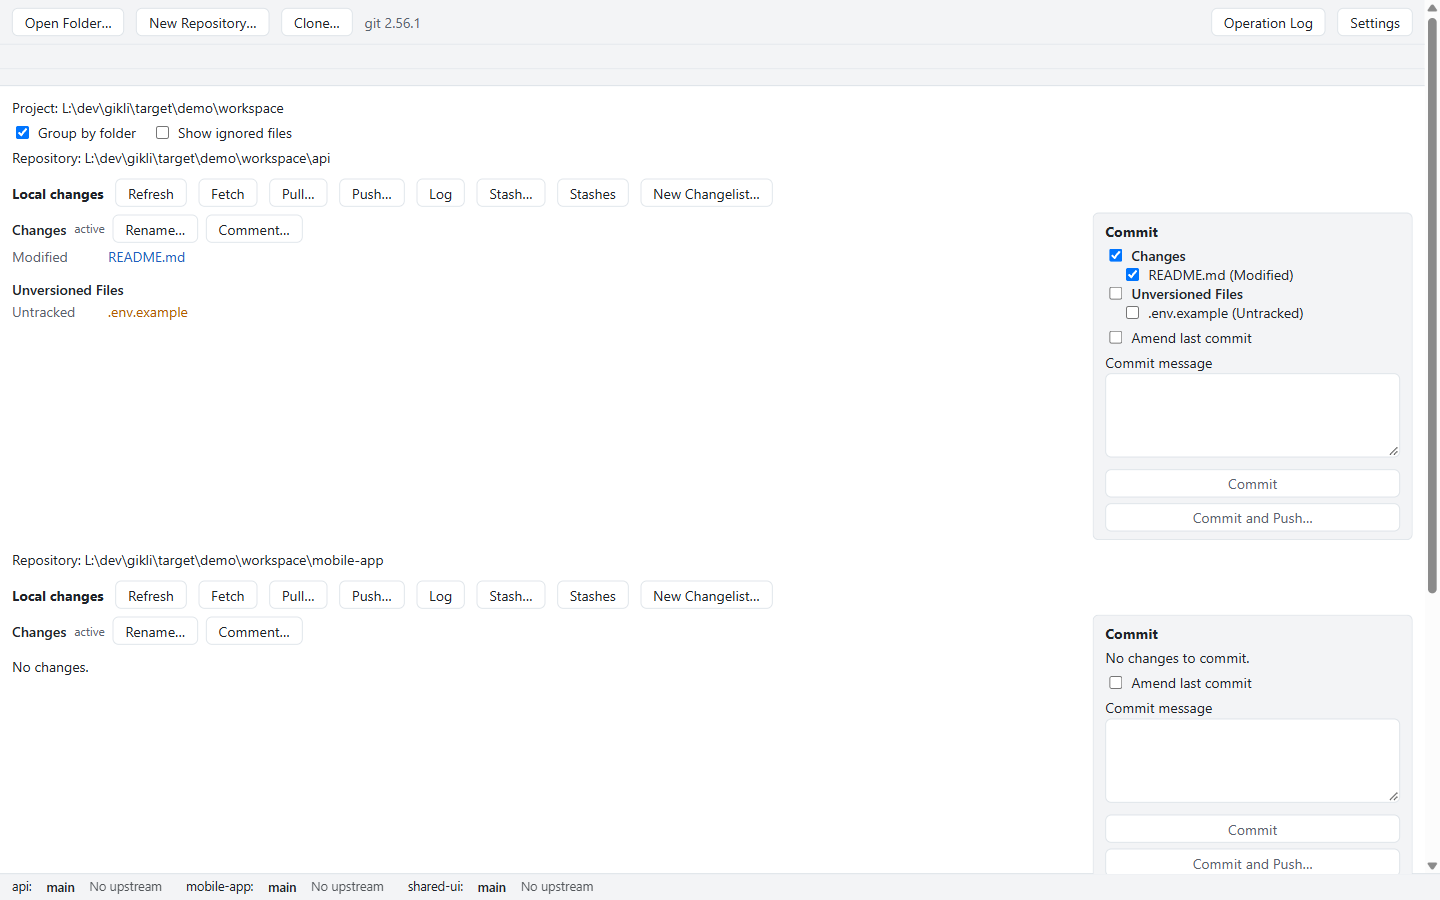 Open Folder... New Repository... Clone... git 2.56.1 Operation Log Settings
Project: L:\dev\gikli\target\demo\workspace
Group by folder Show ignored files
Repository: L:\dev\gikli\target\demo\workspace\api
Local changes Refresh Fetch Pull... Push... Log Stash... Stashes New Changelist...
Changes active Rename... Comment...
Modified README.md
Unversioned Files
Untracked .env.example
Commit
Changes
README.md (Modified)
Unversioned Files
.env.example (Untracked)
Amend last commit
Commit message
Commit
Commit and Push...
Repository: L:\dev\gikli\target\demo\workspace\mobile-app
Local changes Refresh Fetch Pull... Push... Log Stash... Stashes New Changelist...
Changes active Rename... Comment...
No changes.
Commit
No changes to commit.
Amend last commit
Commit message
Commit
Commit and Push...
api: main No upstream mobile-app: main No upstream shared-ui: main No upstream